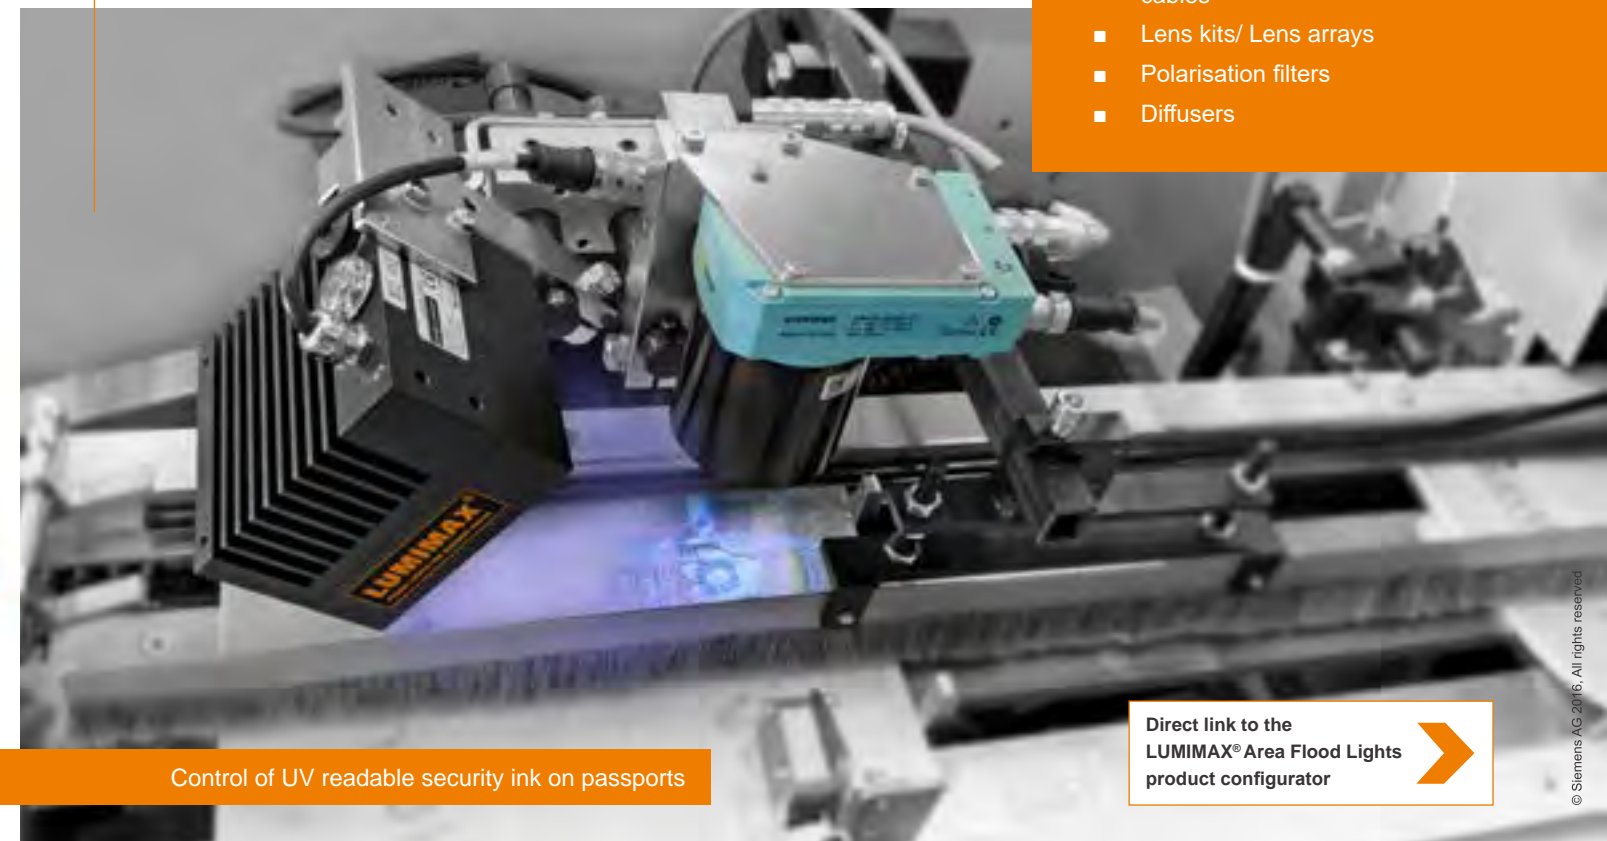 cables
Lens kits/ Lens arrays
Polarisation filters
Diffusers
LUMIMAX®
Direct link to the
LUMIMAX® Area Flood Lights
product configurator
Control of UV readable security ink on passports
© Siemens AG 2016, All rights reserved